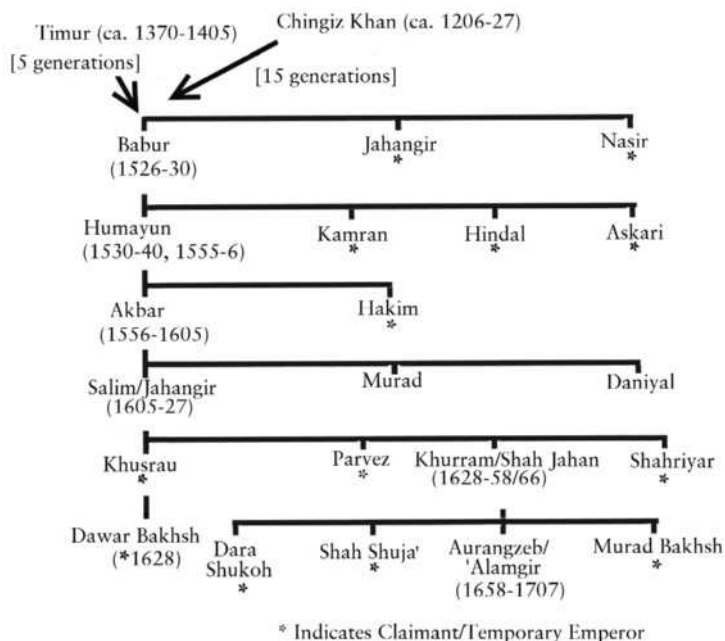 Timur (ca. 1370-1405)
Chingiz Khan (ca. 1206-27)
[5 generations]
[15 generations]
Babur
(1526-30)
Jahangir
*
Nasir
*
Humayun
(1530-40, 1555-6)
Kamran
*
Hindal
*
Askari
*
Akbar
(1556-1605)
Hakim
*
Salim/Jahangir
(1605-27)
Murad
Daniyal
Khusrau
*
Parvez
*
Khurram/Shah Jahan
(1628-58/66)
Shahriyar
*
Dawar Bakhsh
(*1628)
Dara
Shukoh
*
Shah Shuja'
*
Aurangzeb/
'Alamgir
(1658-1707)
Murad Bakhsh
*
* Indicates Claimant/Temporary Emperor